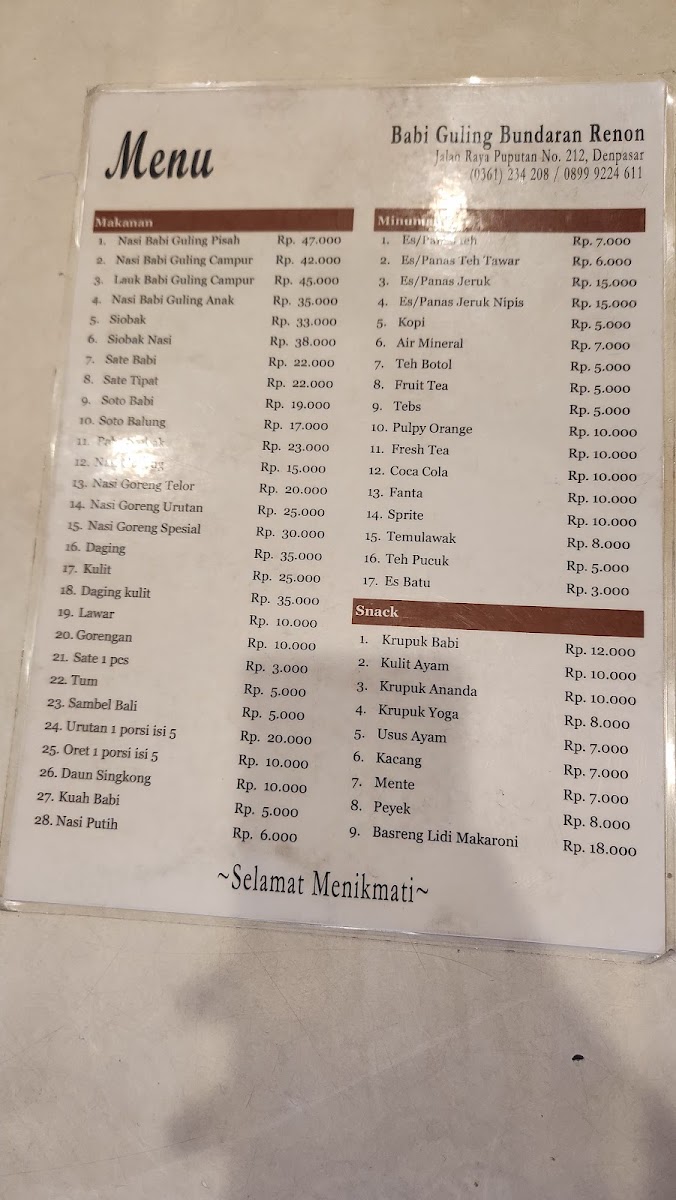 Menu
Babi Guling Bundaran Renon
Jalan Raya Puputan No. 212, Denpasar
(0361) 234 208 / 0899 9224 611
Makanan
1. Nasi Babi Guling Pisah Rp. 47.000
2. Nasi Babi Guling Campur Rp. 42.000
3. Lauk Babi Guling Campur Rp. 45.000
4. Nasi Babi Guling Anak Rp. 35.000
5. Siobak Rp. 33.000
6. Siobak Nasi Rp. 38.000
7. Sate Babi Rp. 22.000
8. Sate Tipat Rp. 22.000
9. Soto Babi Rp. 19.000
10. Soto Balung Rp. 17.000
11. Rp. 23.000
12. Rp. 15.000
13. Nasi Goreng Telor Rp. 20.000
14. Nasi Goreng Urutan Rp. 25.000
15. Nasi Goreng Spesial Rp. 30.000
16. Daging Rp. 35.000
17. Kulit Rp. 25.000
18. Daging kulit Rp. 35.000
19. Lawar Rp. 10.000
20. Gorengan Rp. 10.000
21. Sate 1 pcs Rp. 3.000
22. Tum Rp. 5.000
23. Sambel Bali Rp. 5.000
24. Urutan 1 porsi isi 5 Rp. 20.000
25. Oret 1 porsi isi 5 Rp. 10.000
26. Daun Singkong Rp. 10.000
27. Kuah Babi Rp. 5.000
28. Nasi Putih Rp. 6.000
1. Rp. 7.000
2. Es/Panas Teh Tawar Rp. 6.000
3. Es/Panas Jeruk Rp. 15.000
4. Es/Panas Jeruk Nipis Rp. 15.000
5. Kopi Rp. 5.000
6. Air Mineral Rp. 7.000
7. Teh Botol Rp. 5.000
8. Fruit Tea Rp. 5.000
9. Tebs Rp. 5.000
10. Pulpy Orange Rp. 10.000
11. Fresh Tea Rp. 10.000
12. Coca Cola Rp. 10.000
13. Fanta Rp. 10.000
14. Sprite Rp. 10.000
15. Temulawak Rp. 8.000
16. Teh Pucuk Rp. 5.000
17. Es Batu Rp. 3.000
Snack
1. Krupuk Babi Rp. 12.000
2. Kulit Ayam Rp. 10.000
3. Krupuk Ananda Rp. 10.000
4. Krupuk Yoga Rp. 8.000
5. Usus Ayam Rp. 7.000
6. Kacang Rp. 7.000
7. Mente Rp. 7.000
8. Peyek Rp. 8.000
9. Basreng Lidi Makaroni Rp. 18.000
~Selamat Menikmati~